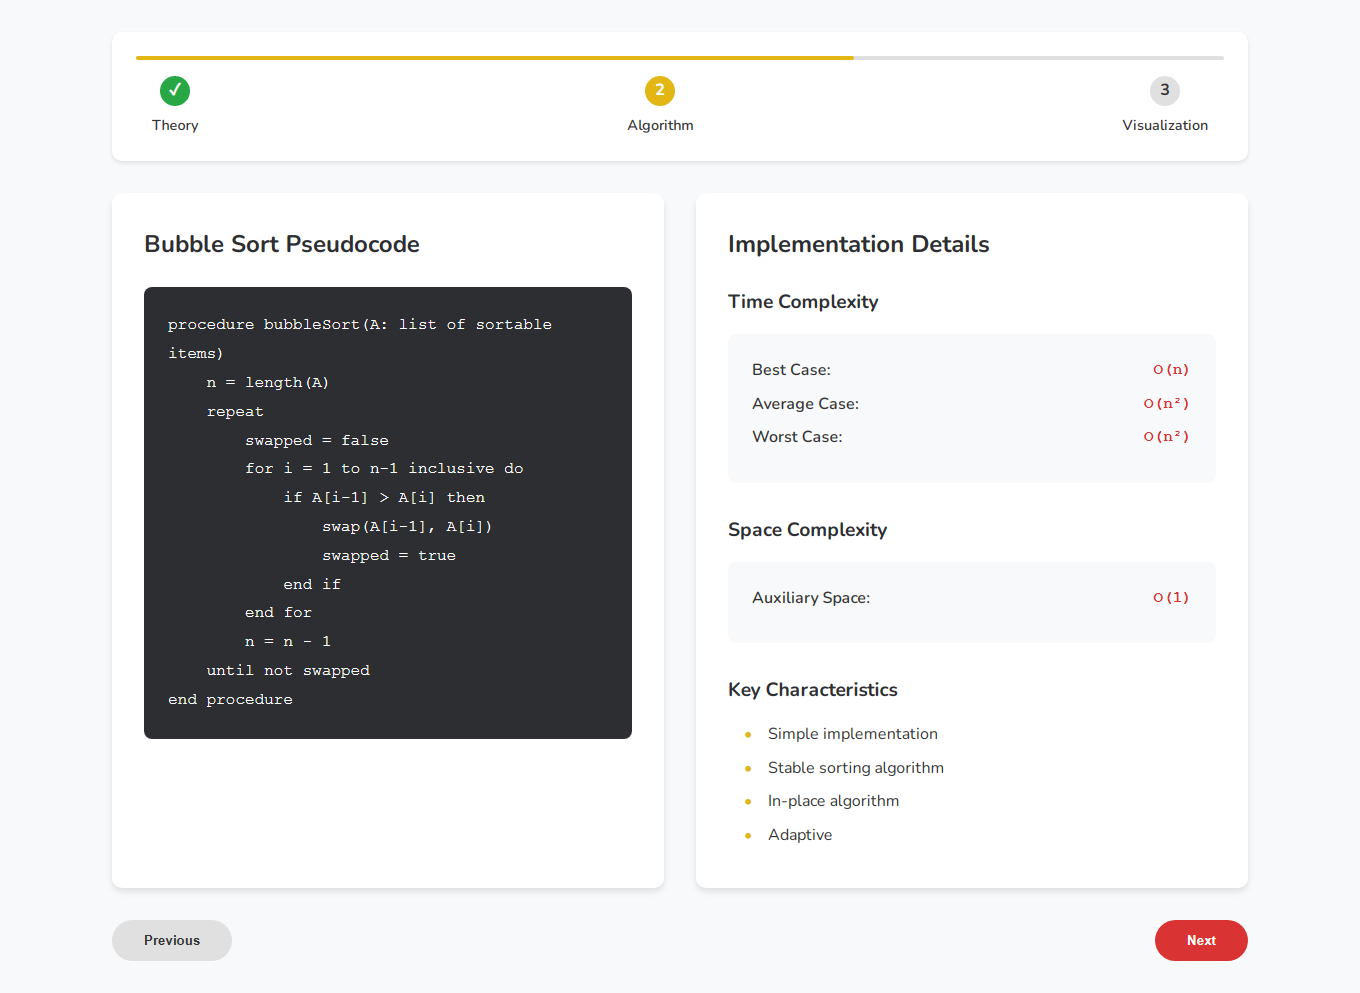 ✓
Theory
2
Algorithm
3
Visualization
Bubble Sort Pseudocode
procedure bubbleSort(A: list of sortable
items)
    n = length(A)
    repeat
        swapped = false
        for i = 1 to n-1 inclusive do
            if A[i-1] > A[i] then
                swap(A[i-1], A[i])
                swapped = true
            end if
        end for
        n = n - 1
    until not swapped
end procedure
Implementation Details
Time Complexity
Best Case: O(n)
Average Case: O(n²)
Worst Case: O(n²)
Space Complexity
Auxiliary Space: O(1)
Key Characteristics
• Simple implementation
• Stable sorting algorithm
• In-place algorithm
• Adaptive
Previous
Next